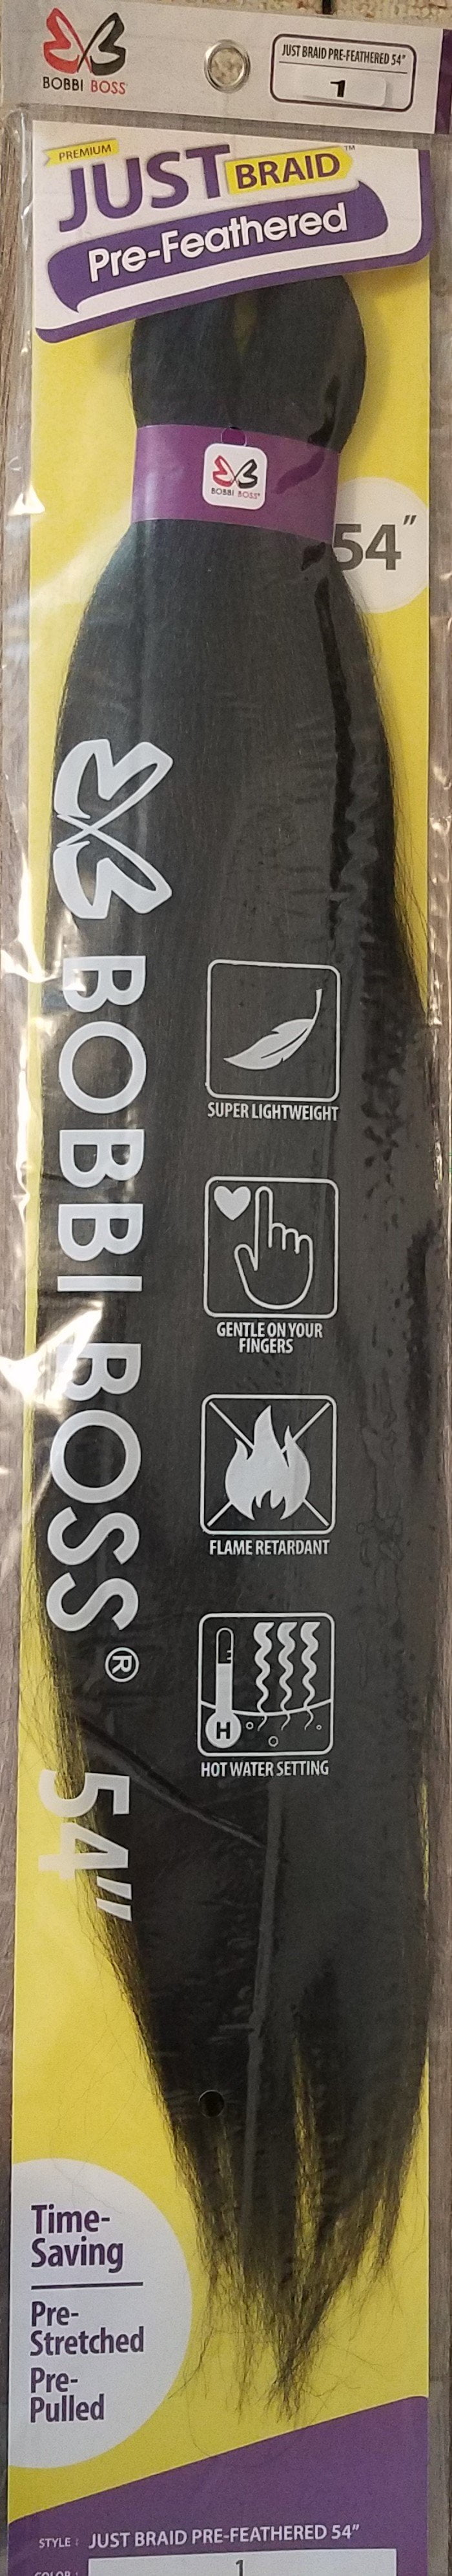 BOBBI BOSS®
JUST BRAID PRE-FEATHERED 54"
1
PREMIUM
JUST BRAID™
Pre-Feathered
BOBBI BOSS®
54"
BOBBI BOSS® 54"
SUPER LIGHTWEIGHT
GENTLE ON YOUR
FINGERS
FLAME RETARDANT
H
HOT WATER SETTING
Time-
Saving
Pre-
Stretched
Pre-
Pulled
STYLE : JUST BRAID PRE-FEATHERED 54"
COLOR : 1